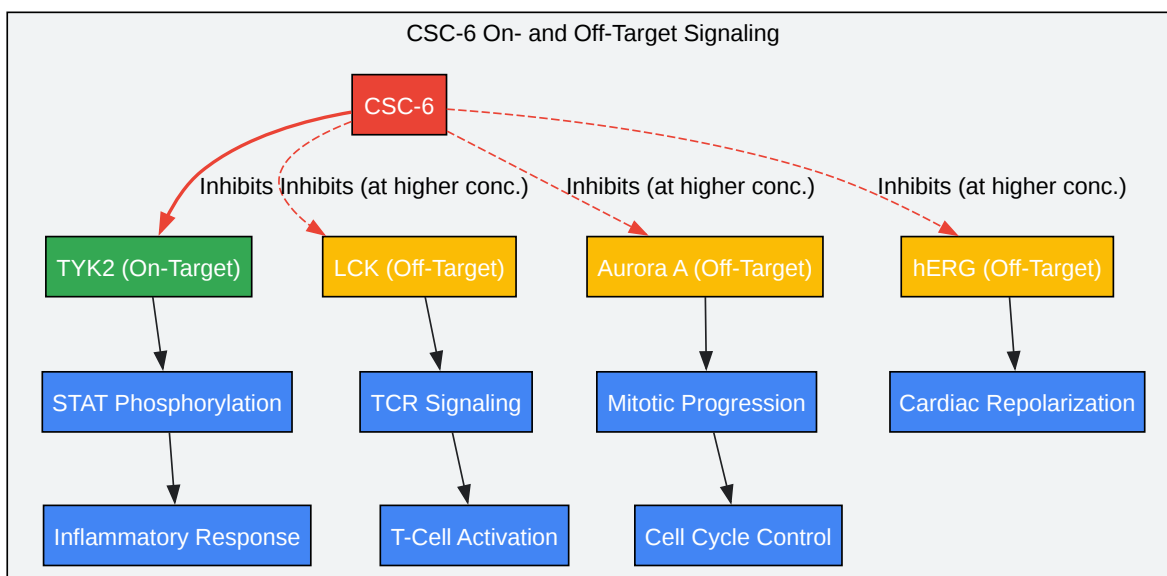 CSC-6 On- and Off-Target Signaling
CSC-6
Inhibits
Inhibits (at higher conc.)
Inhibits (at higher conc.)
Inhibits (at higher conc.)
TYK2 (On-Target)
LCK (Off-Target)
Aurora A (Off-Target)
hERG (Off-Target)
STAT Phosphorylation
TCR Signaling
Mitotic Progression
Cardiac Repolarization
Inflammatory Response
T-Cell Activation
Cell Cycle Control